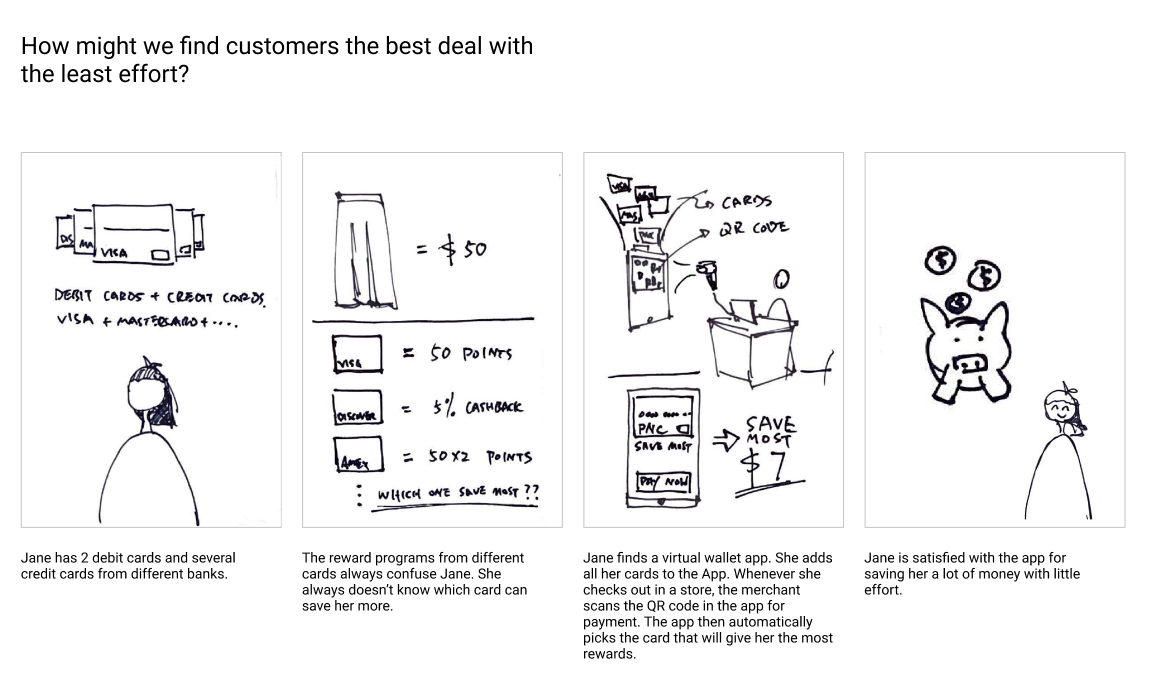 How might we find customers the best deal with
the least effort?
DIS MA VISA
DEBIT CARDS + CREDIT CARDS.
VISA + MASTERCARD + ....
= $50
VISA = 50 POINTS
DISCOVER = 5% CASHBACK
AMEX = 50X2 POINTS
WHICH ONE SAVE MOST??
VISA
MAS
CARDS
QR CODE
PNC
SAVE MOST
PAY NOW
SAVE
MOST
$7
$ $ $
Jane has 2 debit cards and several
credit cards from different banks.
The reward programs from different
cards always confuse Jane. She
always doesn't know which card can
save her more.
Jane finds a virtual wallet app. She adds
all her cards to the App. Whenever she
checks out in a store, the merchant
scans the QR code in the app for
payment. The app then automatically
picks the card that will give her the most
rewards.
Jane is satisfied with the app for
saving her a lot of money with little
effort.